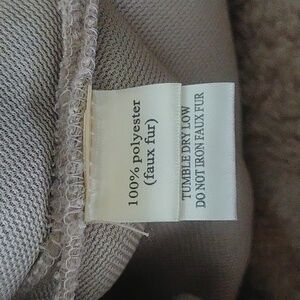 100% polyester
(faux fur)
TUMBLE DRY LOW
DO NOT IRON FAUX FUR